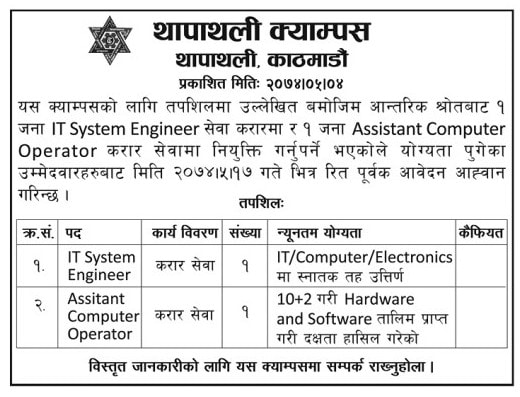 थापाथली क्याम्पस
थापाथली, काठमाडौं
प्रकाशित मितिः २०७४।०५।०४
यस क्याम्पसको लागि तपशिलमा उल्लेखित बमोजिम आन्तरिक श्रोतबाट १
जना IT System Engineer सेवा करारमा र १ जना Assistant Computer
Operator करार सेवामा नियुक्ति गर्नुपर्ने भएकोले योग्यता पुगेका
उम्मेदवारहरुबाट मिति २०७४।५।१७ गते भित्र रित पूर्वक आवेदन आह्वान
गरिन्छ ।
तपशिलः
क्र.सं. पद कार्य विवरण संख्या न्यूनतम योग्यता कैफियत
१. IT System Engineer करार सेवा १ IT/Computer/Electronics
मा स्नातक तह उत्तिर्ण
२. Assitant Computer Operator करार सेवा १ 10+2 गरी Hardware
and Software तालिम प्राप्त
गरी दक्षता हासिल गरेको
विस्तृत जानकारीको लागि यस क्याम्पसमा सम्पर्क राख्नुहोला ।